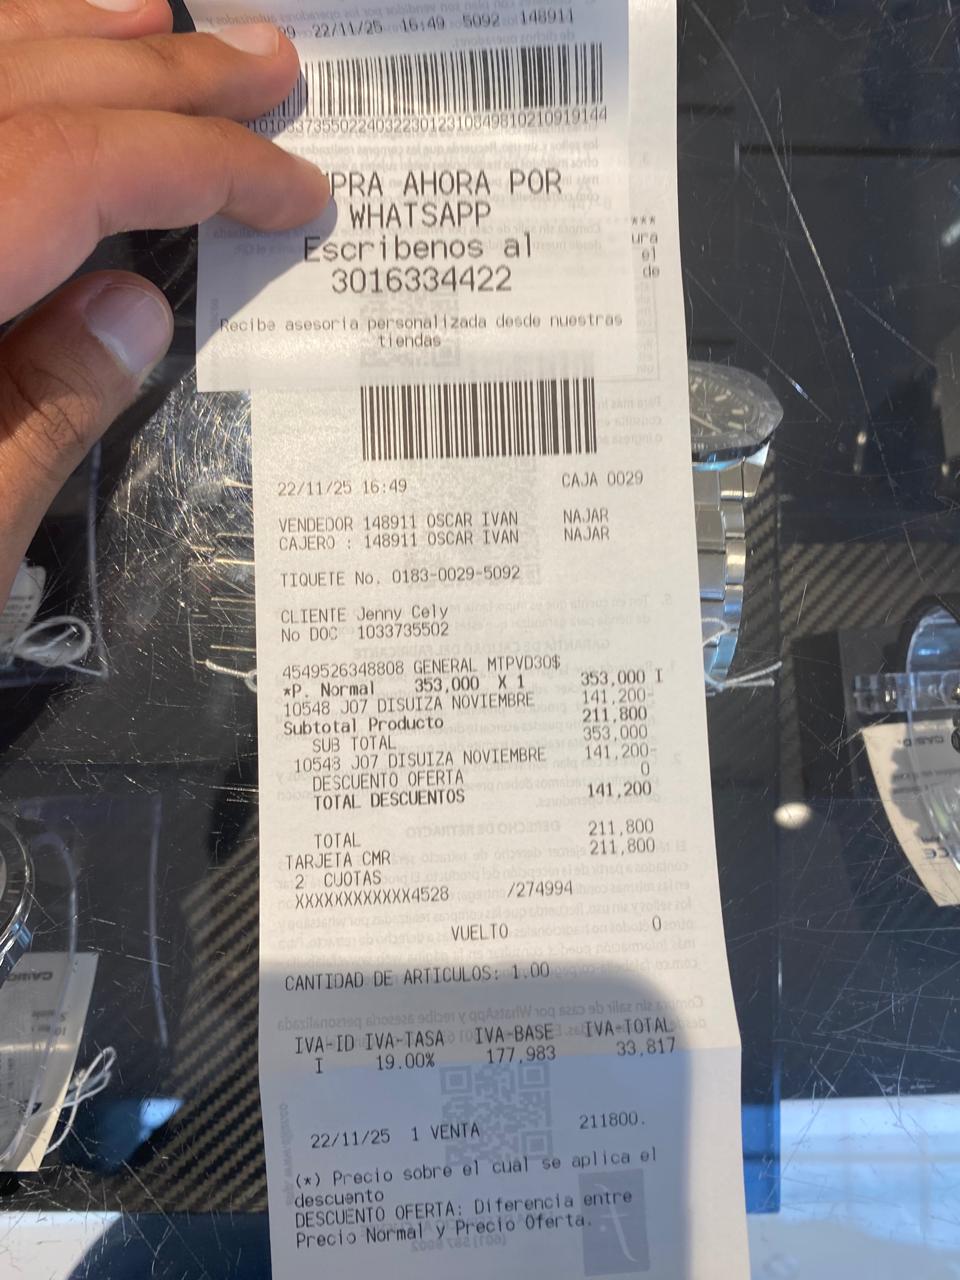 22/11/25 16:49 5092 148911
AHORA POR
WHATSAPP
Escribenos al
3016334422
Recibe asesoria personalizada desde nuestras
tiendas
***
ura
el
de
22/11/25 16:49 CAJA 0029
VENDEDOR 148911 OSCAR IVAN NAJAR
CAJERO : 148911 OSCAR IVAN NAJAR
TIQUETE No. 0183-0029-5092
CLIENTE Jenny Cely
No DOC 1033735502
4549526348808 GENERAL MTPVD30$ 353,000 I
*P. Normal 353,000 X 1
10548 J07 DISUIZA NOVIEMBRE 141,200-
Subtotal Producto 211,800
SUB TOTAL 353,000
10548 J07 DISUIZA NOVIEMBRE 141,200-
DESCUENTO OFERTA 0
TOTAL DESCUENTOS 141,200
TOTAL 211,800
TARJETA CMR 211,800
2 CUOTAS
XXXXXXXXXXXX4528 /274994
VUELTO 0
CANTIDAD DE ARTICULOS: 1.00
IVA-ID IVA-TASA IVA-BASE IVA-TOTAL
I 19.00% 177,983 33,817
22/11/25 1 VENTA 211800.
(*) Precio sobre el cual se aplica el
descuento
DESCUENTO OFERTA: Diferencia entre
Precio Normal y Precio Oferta.